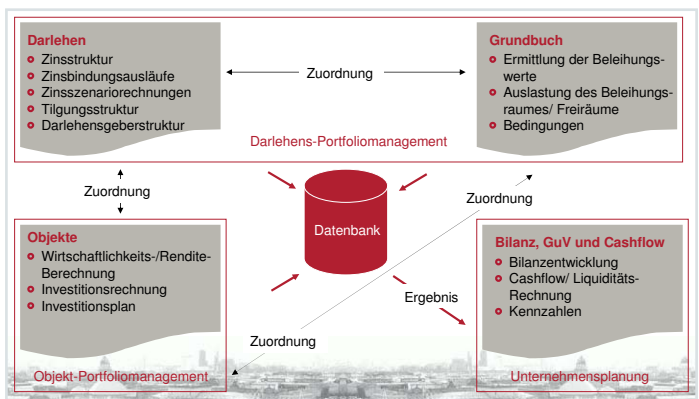 Darlehen
Zinsstruktur
Zinsbindungsausläufe
Zinsszenariorechnungen
Tilgungsstruktur
Darlehensgeberstruktur
Zuordnung
Grundbuch
Ermittlung der Beleihungs-
werte
Auslastung des Beleihungs-
raumes/ Freiräume
Bedingungen
Darlehens-Portfoliomanagement
Zuordnung
Datenbank
Zuordnung
Objekte
Wirtschaftlichkeits-/Rendite-
Berechnung
Investitionsrechnung
Investitionsplan
Objekt-Portfoliomanagement
Zuordnung
Ergebnis
Bilanz, GuV und Cashflow
Bilanzentwicklung
Cashflow/ Liquiditäts-
Rechnung
Kennzahlen
Unternehmensplanung